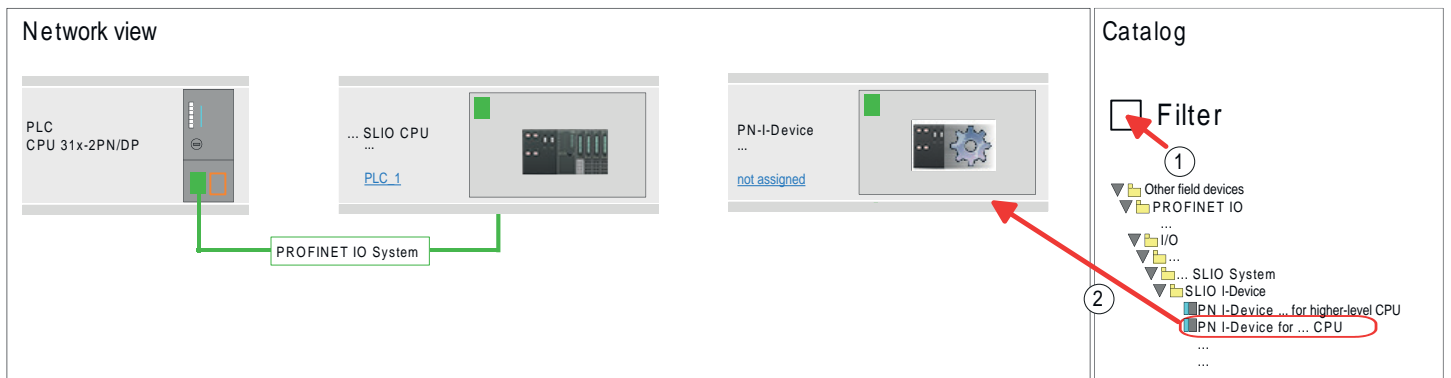 Network view
PLC
CPU 31x-2PN/DP
... SLIO CPU
...
PLC_1
PN-I-Device
...
not assigned
PROFINET IO System
Catalog
Filter
1
Other field devices
PROFINET IO
...
I/O
...
... SLIO System
SLIO I-Device
PN I-Device ... for higher-level CPU
PN I-Device for ... CPU
...
...
2